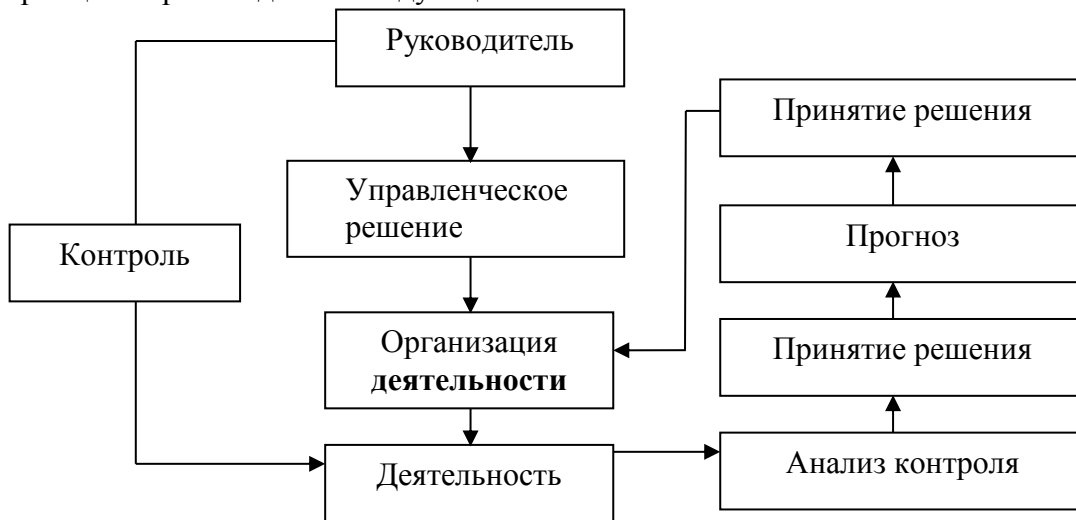 Руководитель
Принятие решения
Управленческое
решение
Прогноз
Контроль
Организация
деятельности
Принятие решения
Деятельность
Анализ контроля